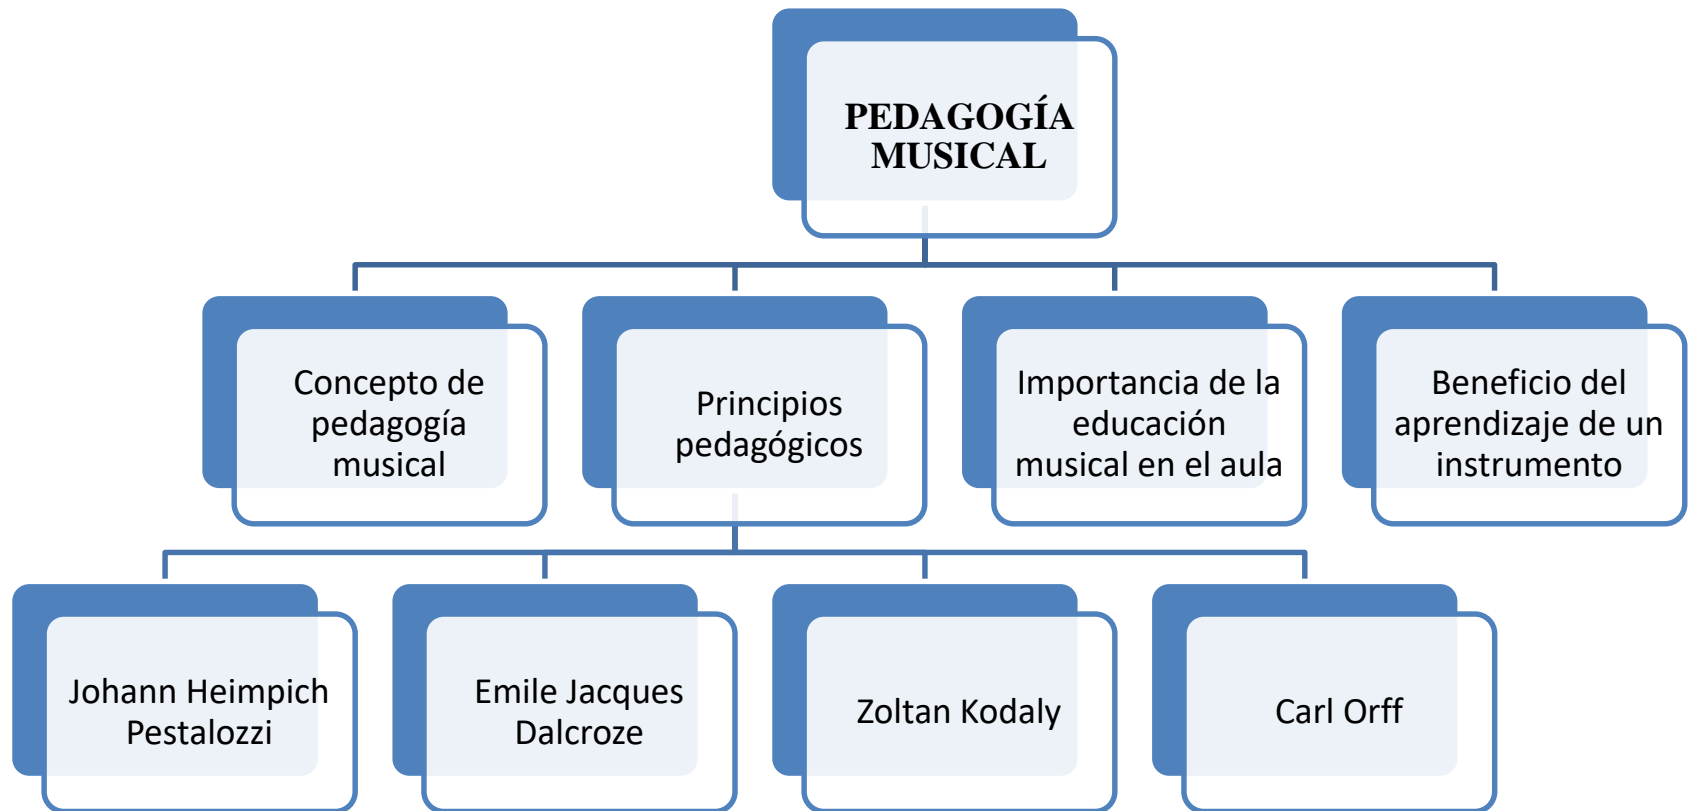 PEDAGOGÍA
MUSICAL
Concepto de
pedagogía
musical
Principios
pedagógicos
Importancia de la
educación
musical en el aula
Beneficio del
aprendizaje de un
instrumento
Johann Heimpich
Pestalozzi
Emile Jacques
Dalcroze
Zoltan Kodaly
Carl Orff